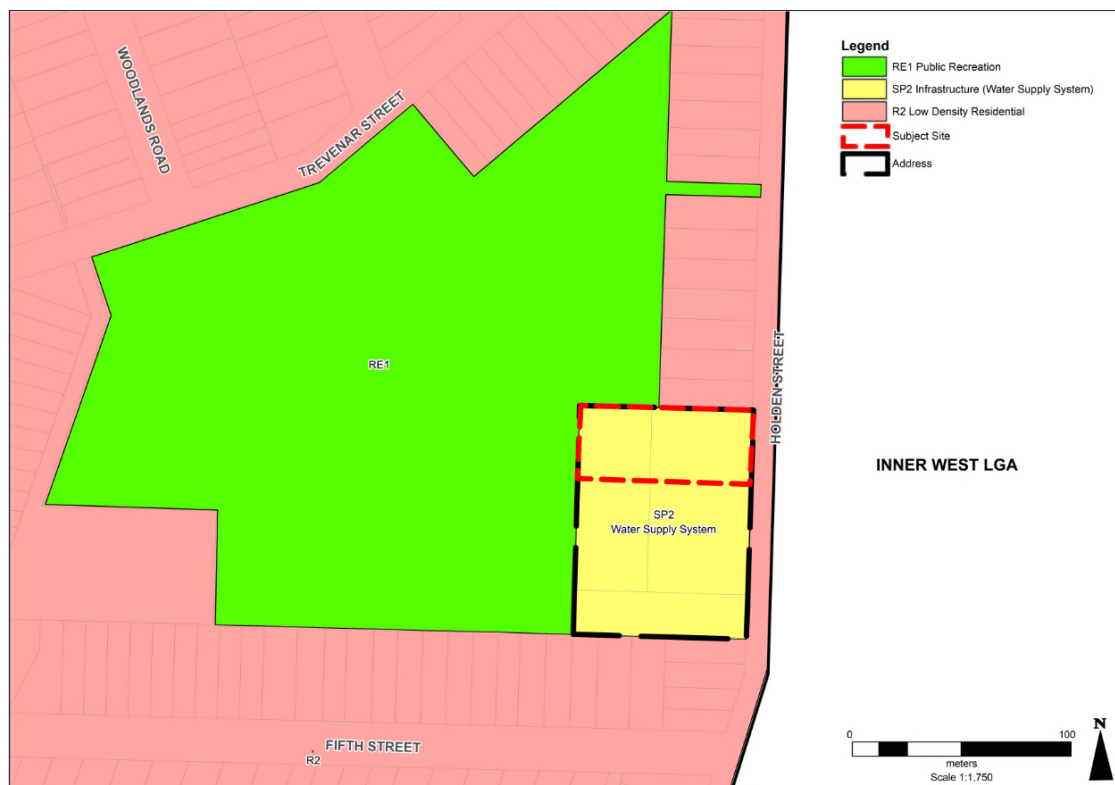 WOODLANDS ROAD
TREVENAR STREET
Legend
RE1 Public Recreation
SP2 Infrastructure (Water Supply System)
R2 Low Density Residential
Subject Site
Address
RE1
HOLDEN STREET
INNER WEST LGA
SP2
Water Supply System
FIFTH STREET
R2
N
0 100
meters
Scale 1:1,750